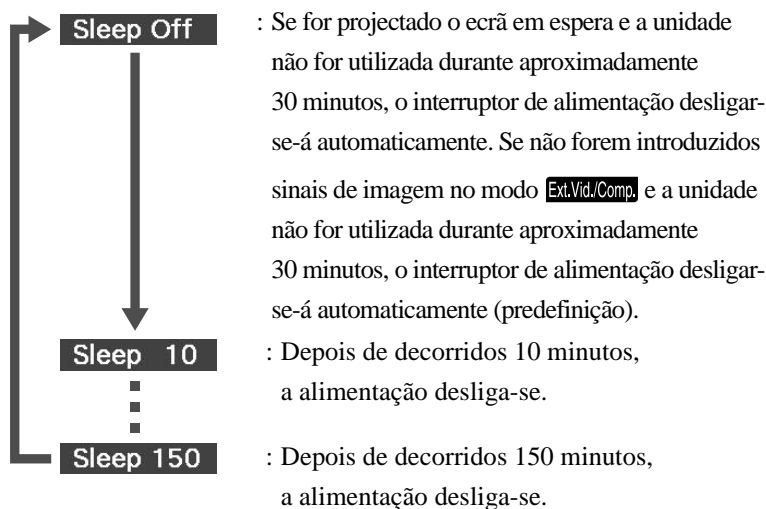 Sleep Off : Se for projectado o ecrã em espera e a unidade
não for utilizada durante aproximadamente
30 minutos, o interruptor de alimentação desligar-
se-á automaticamente. Se não forem introduzidos
sinais de imagem no modo Ext.Vid./Comp. e a unidade
não for utilizada durante aproximadamente
30 minutos, o interruptor de alimentação desligar-
se-á automaticamente (predefinição).
Sleep 10 : Depois de decorridos 10 minutos,
a alimentação desliga-se.
Sleep 150 : Depois de decorridos 150 minutos,
a alimentação desliga-se.